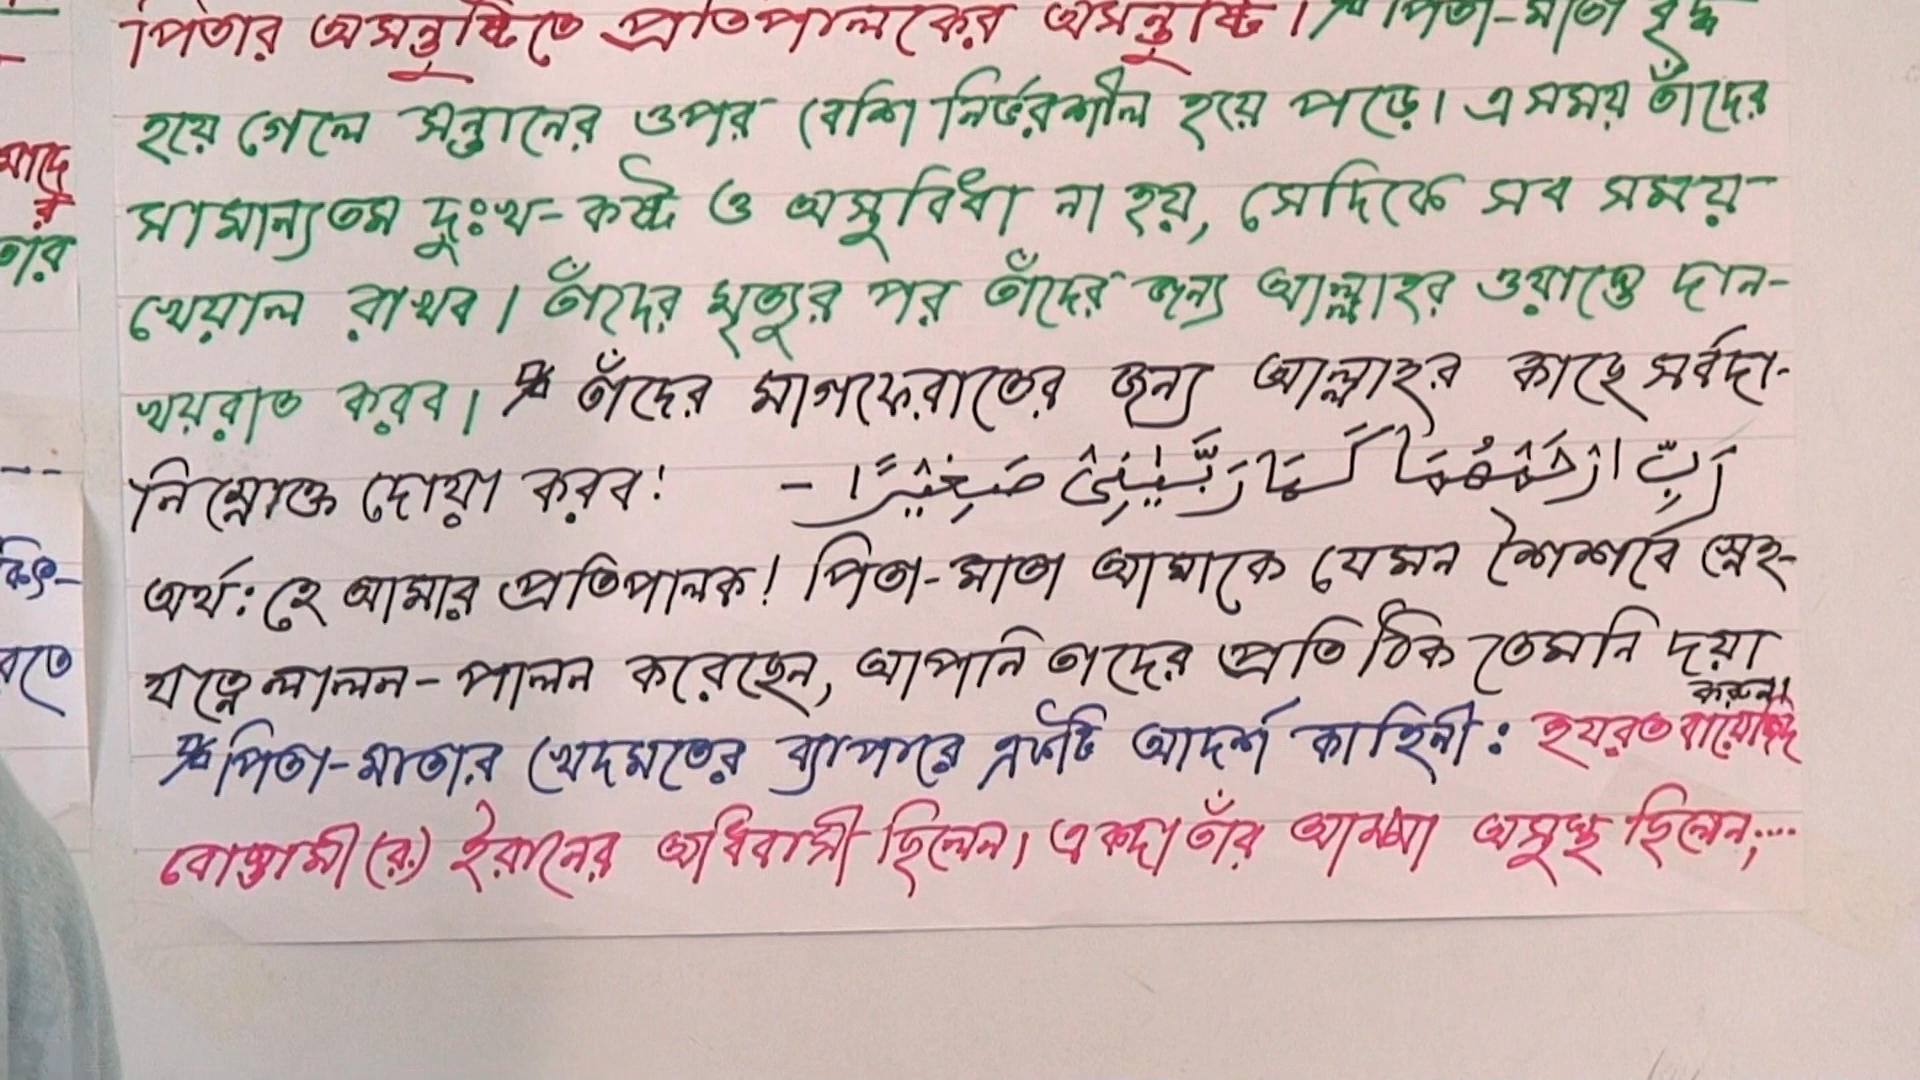 পিতার অসন্তুষ্টিতে প্রতিপালকের অসন্তুষ্টি। * পিতা-মাতা বৃদ্ধ
হয়ে গেলে সন্তানের ওপর বেশি নির্ভরশীল হয়ে পড়ে। এ সময় তাঁদের
সামান্যতম দুঃখ-কষ্ট ও অসুবিধা না হয়, সেদিকে সব সময়
খেয়াল রাখব। তাঁদের মৃত্যুর পর তাঁদের জন্য আল্লাহর ওয়াস্তে দান-
খয়রাত করব। * তাঁদের মাগফেরাতের জন্য আল্লাহর কাছে সর্বদা-
নিম্নোক্ত দোয়া করব! رَبِّ ارْحَمْهُمَا كَمَا رَبَّيٰنِيْ صَغِيْرًا -
অর্থ: হে আমার প্রতিপালক! পিতা-মাতা আমাকে যেমন শৈশবে স্নেহ-
যত্নে লালন-পালন করেছেন, আপনি তাদের প্রতি ঠিক তেমনি দয়া
করুন।
* পিতা-মাতার খেদমতের ব্যাপারে একটি আদর্শ কাহিনী: হযরত বায়েজিদ
বোস্তামী (র.) ইরানের অধিবাসী ছিলেন। একদা তাঁর আম্মা অসুস্থ ছিলেন;...
মাদে
র
তার
রতে